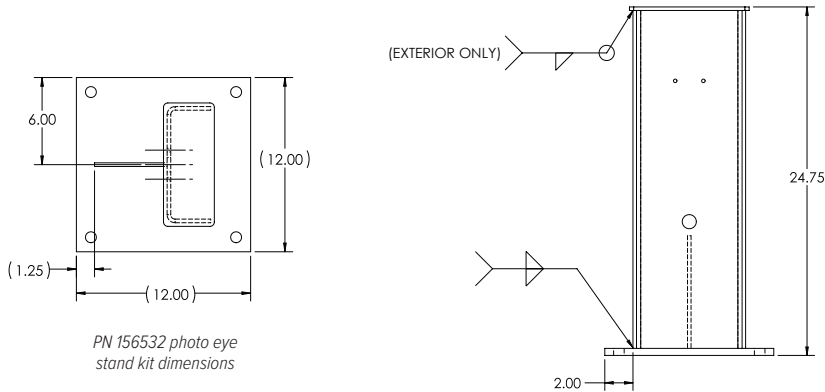 (EXTERIOR ONLY)
6.00
(12.00)
24.75
(1.25)
(12.00)
PN 156532 photo eye
stand kit dimensions
2.00